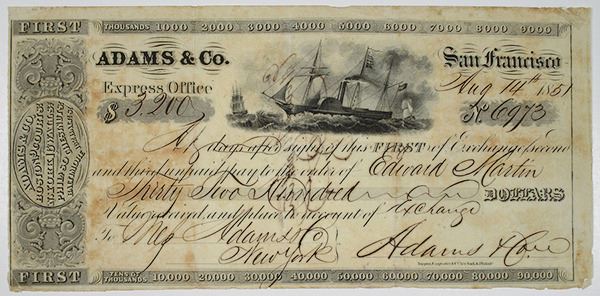 FIRST THOUSANDS 1000 2000 3000 4000 5000 6000 7000 8000 9000
ADAMS & Co. San Francisco
Express Office Aug 14th 1851
$ 3,200 No 6973
At days after sight of this FIRST of Exchange, second
and third unpaid, pay to the order of Edward Martin
Thirty Two Hundred DOLLARS
Value received and place to account of Exchange
To Adams & Co
New York Adams & Co
ADAMS & CO.
FIRST TENS OF THOUSANDS 10,000 20,000 30,000 40,000 50,000 60,000 70,000 80,000 90,000